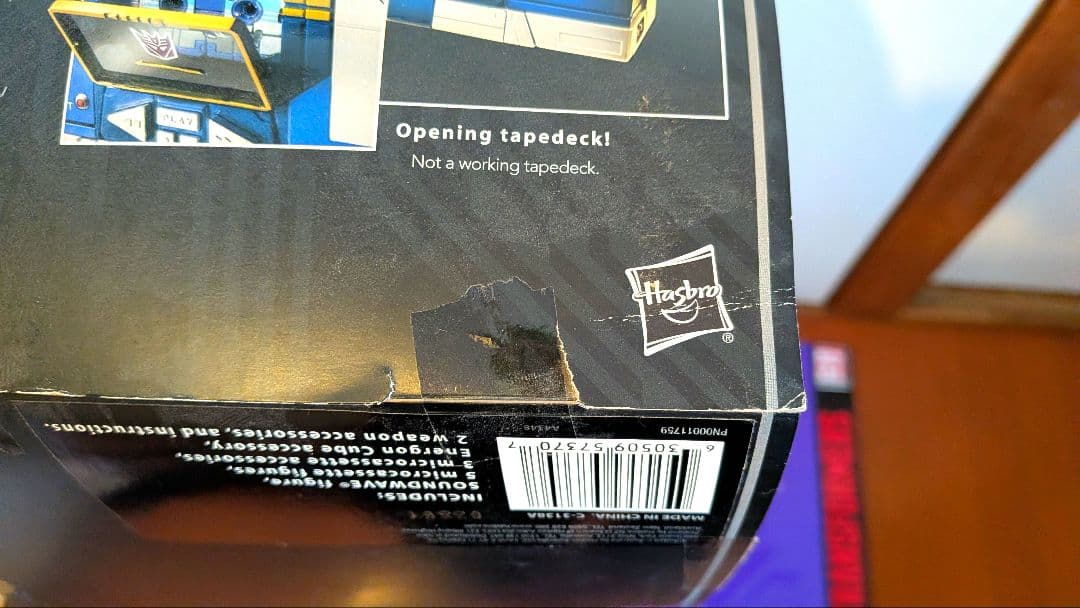 PLAY
Opening tapedeck!
Not a working tapedeck.
Hasbro
®
PN00011759
A4348
6 30509 57370 7
MADE IN CHINA. C-3138A
INCLUDES:
SOUNDWAVE® figure,
5 microcassette figures,
3 microcassette accessories,
Energon Cube accessory,
2 weapon accessories, and instructions.